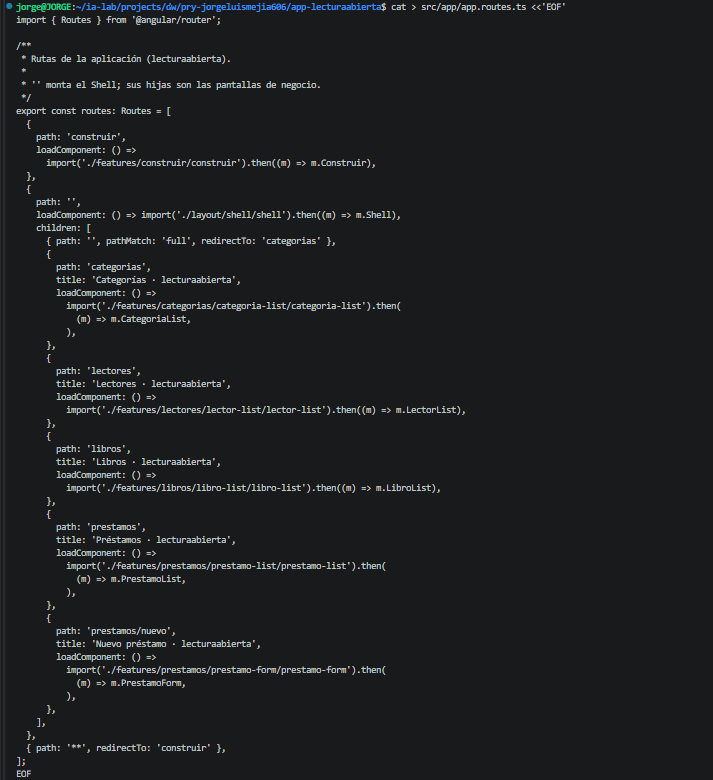 jorge@JORGE:~/ia-lab/projects/dw/pry-jorgeluismejia606/app-lecturaabierta$ cat > src/app/app.routes.ts <<'EOF'
import { Routes } from '@angular/router';

/**
 * Rutas de la aplicación (lecturaabierta).
 *
 * '' monta el Shell; sus hijas son las pantallas de negocio.
 */
export const routes: Routes = [
  {
    path: 'construir',
    loadComponent: () =>
      import('./features/construir/construir').then((m) => m.Construir),
  },
  {
    path: '',
    loadComponent: () => import('./layout/shell/shell').then((m) => m.Shell),
    children: [
      { path: '', pathMatch: 'full', redirectTo: 'categorias' },
      {
        path: 'categorias',
        title: 'Categorías · lecturaabierta',
        loadComponent: () =>
          import('./features/categorias/categoria-list/categoria-list').then(
            (m) => m.CategoriaList,
          ),
      },
      {
        path: 'lectores',
        title: 'Lectores · lecturaabierta',
        loadComponent: () =>
          import('./features/lectores/lector-list/lector-list').then((m) => m.LectorList),
      },
      {
        path: 'libros',
        title: 'Libros · lecturaabierta',
        loadComponent: () =>
          import('./features/libros/libro-list/libro-list').then((m) => m.LibroList),
      },
      {
        path: 'prestamos',
        title: 'Préstamos · lecturaabierta',
        loadComponent: () =>
          import('./features/prestamos/prestamo-list/prestamo-list').then(
            (m) => m.PrestamoList,
          ),
      },
      {
        path: 'prestamos/nuevo',
        title: 'Nuevo préstamo · lecturaabierta',
        loadComponent: () =>
          import('./features/prestamos/prestamo-form/prestamo-form').then(
            (m) => m.PrestamoForm,
          ),
      },
    ],
  },
  { path: '**', redirectTo: 'construir' },
];
EOF